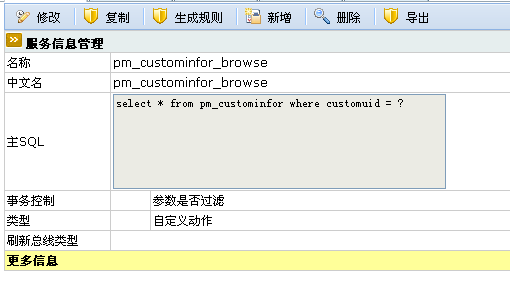 修改 复制 生成规则 新增 删除 导出
服务信息管理
名称 pm_custominfor_browse
中文名 pm_custominfor_browse
主SQL select * from pm_custominfor where customuid = ?
事务控制 参数是否过滤
类型 自定义动作
刷新总线类型
更多信息